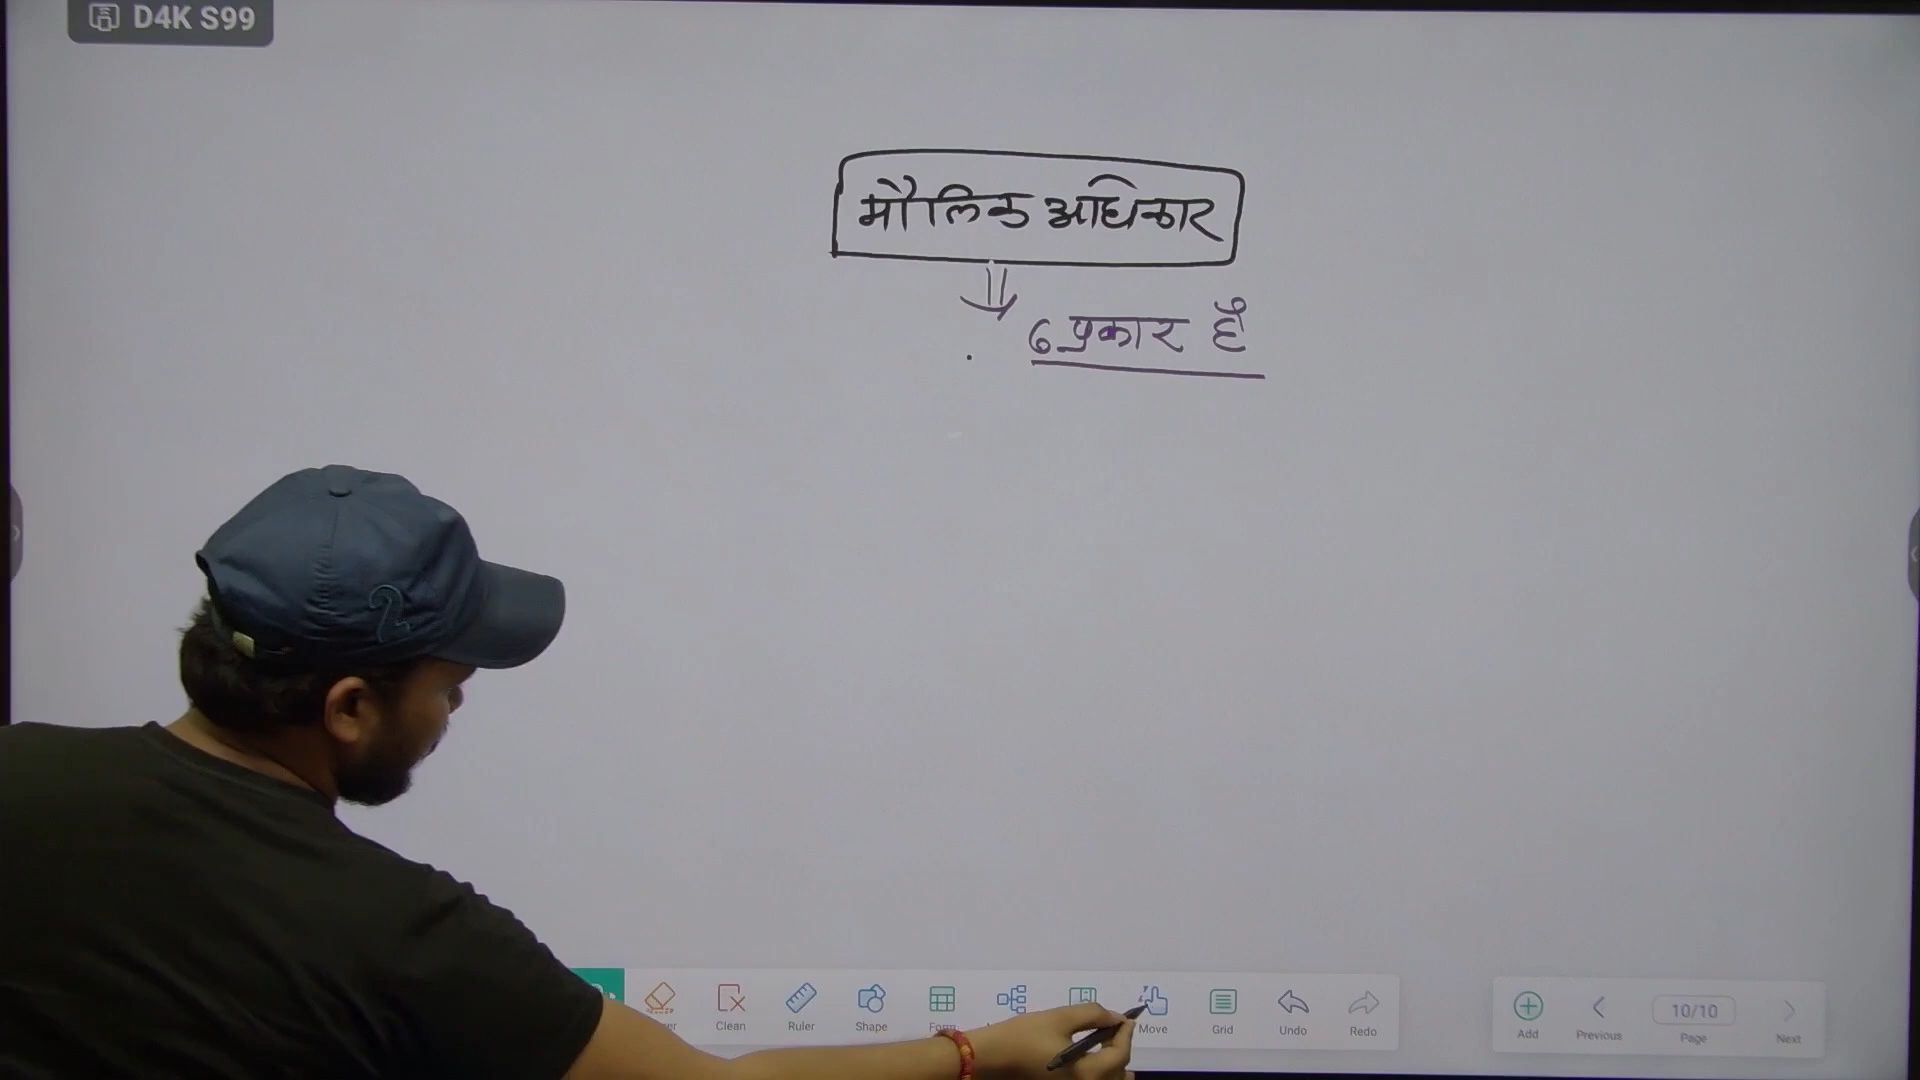 D4K S99
मौलिक अधिकार
6 प्रकार है
Clean
Ruler
Shape
Move
Grid
Undo
Redo
Add
Previous
10/10
Page
Next